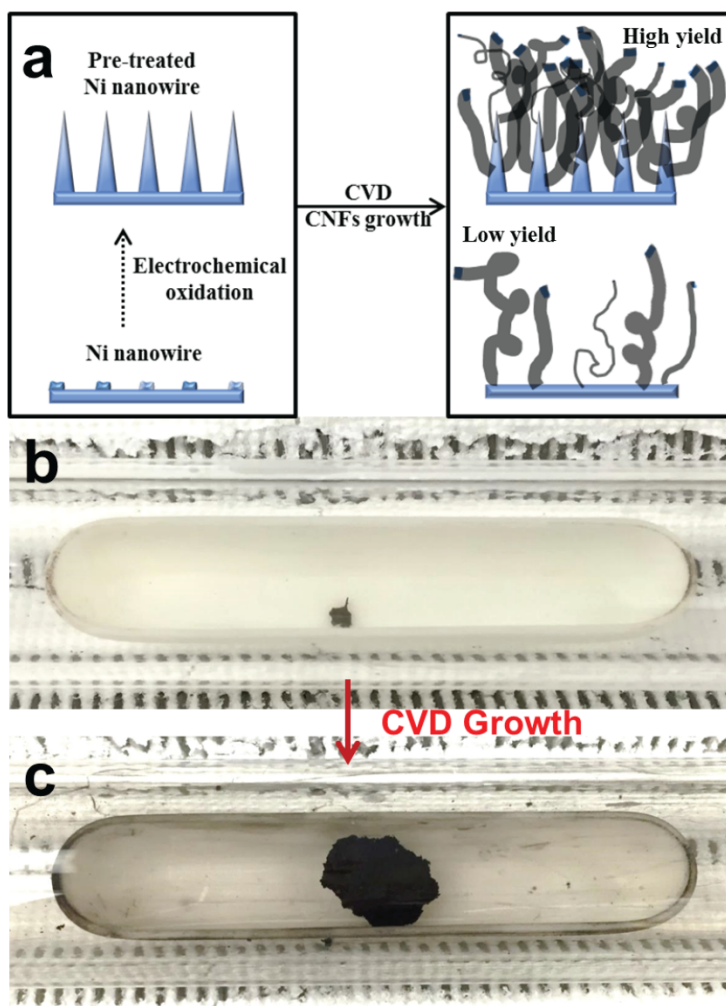 a
Pre-treated
Ni nanowire
Electrochemical
oxidation
Ni nanowire
CVD
CNFs growth
High yield
Low yield
b
CVD Growth
c